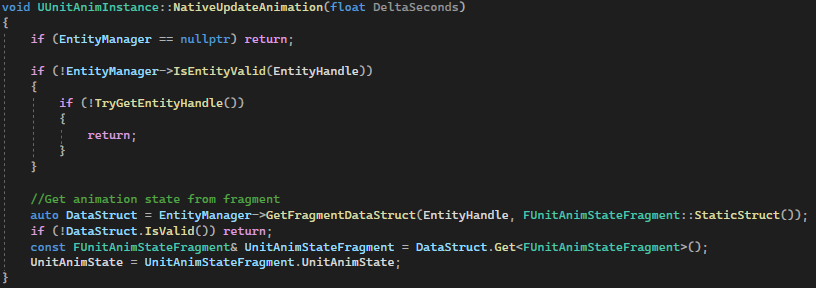 void UUnitAnimInstance::NativeUpdateAnimation(float DeltaSeconds)
{
    if (EntityManager == nullptr) return;

    if (!EntityManager->IsEntityValid(EntityHandle))
    {
        if (!TryGetEntityHandle())
        {
            return;
        }
    }

    //Get animation state from fragment
    auto DataStruct = EntityManager->GetFragmentDataStruct(EntityHandle, FUnitAnimStateFragment::StaticStruct());
    if (!DataStruct.IsValid()) return;
    const FUnitAnimStateFragment& UnitAnimStateFragment = DataStruct.Get<FUnitAnimStateFragment>();
    UnitAnimState = UnitAnimStateFragment.UnitAnimState;
}